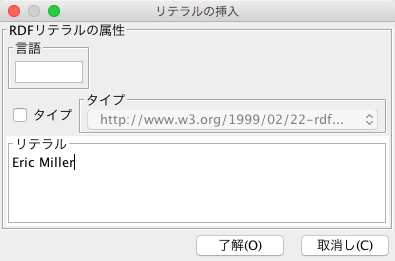 リテラルの挿入
RDFリテラルの属性
言語
タイプ
タイプ
http://www.w3.org/1999/02/22-rdf...
リテラル
Eric Miller
了解(O)
取消し(C)